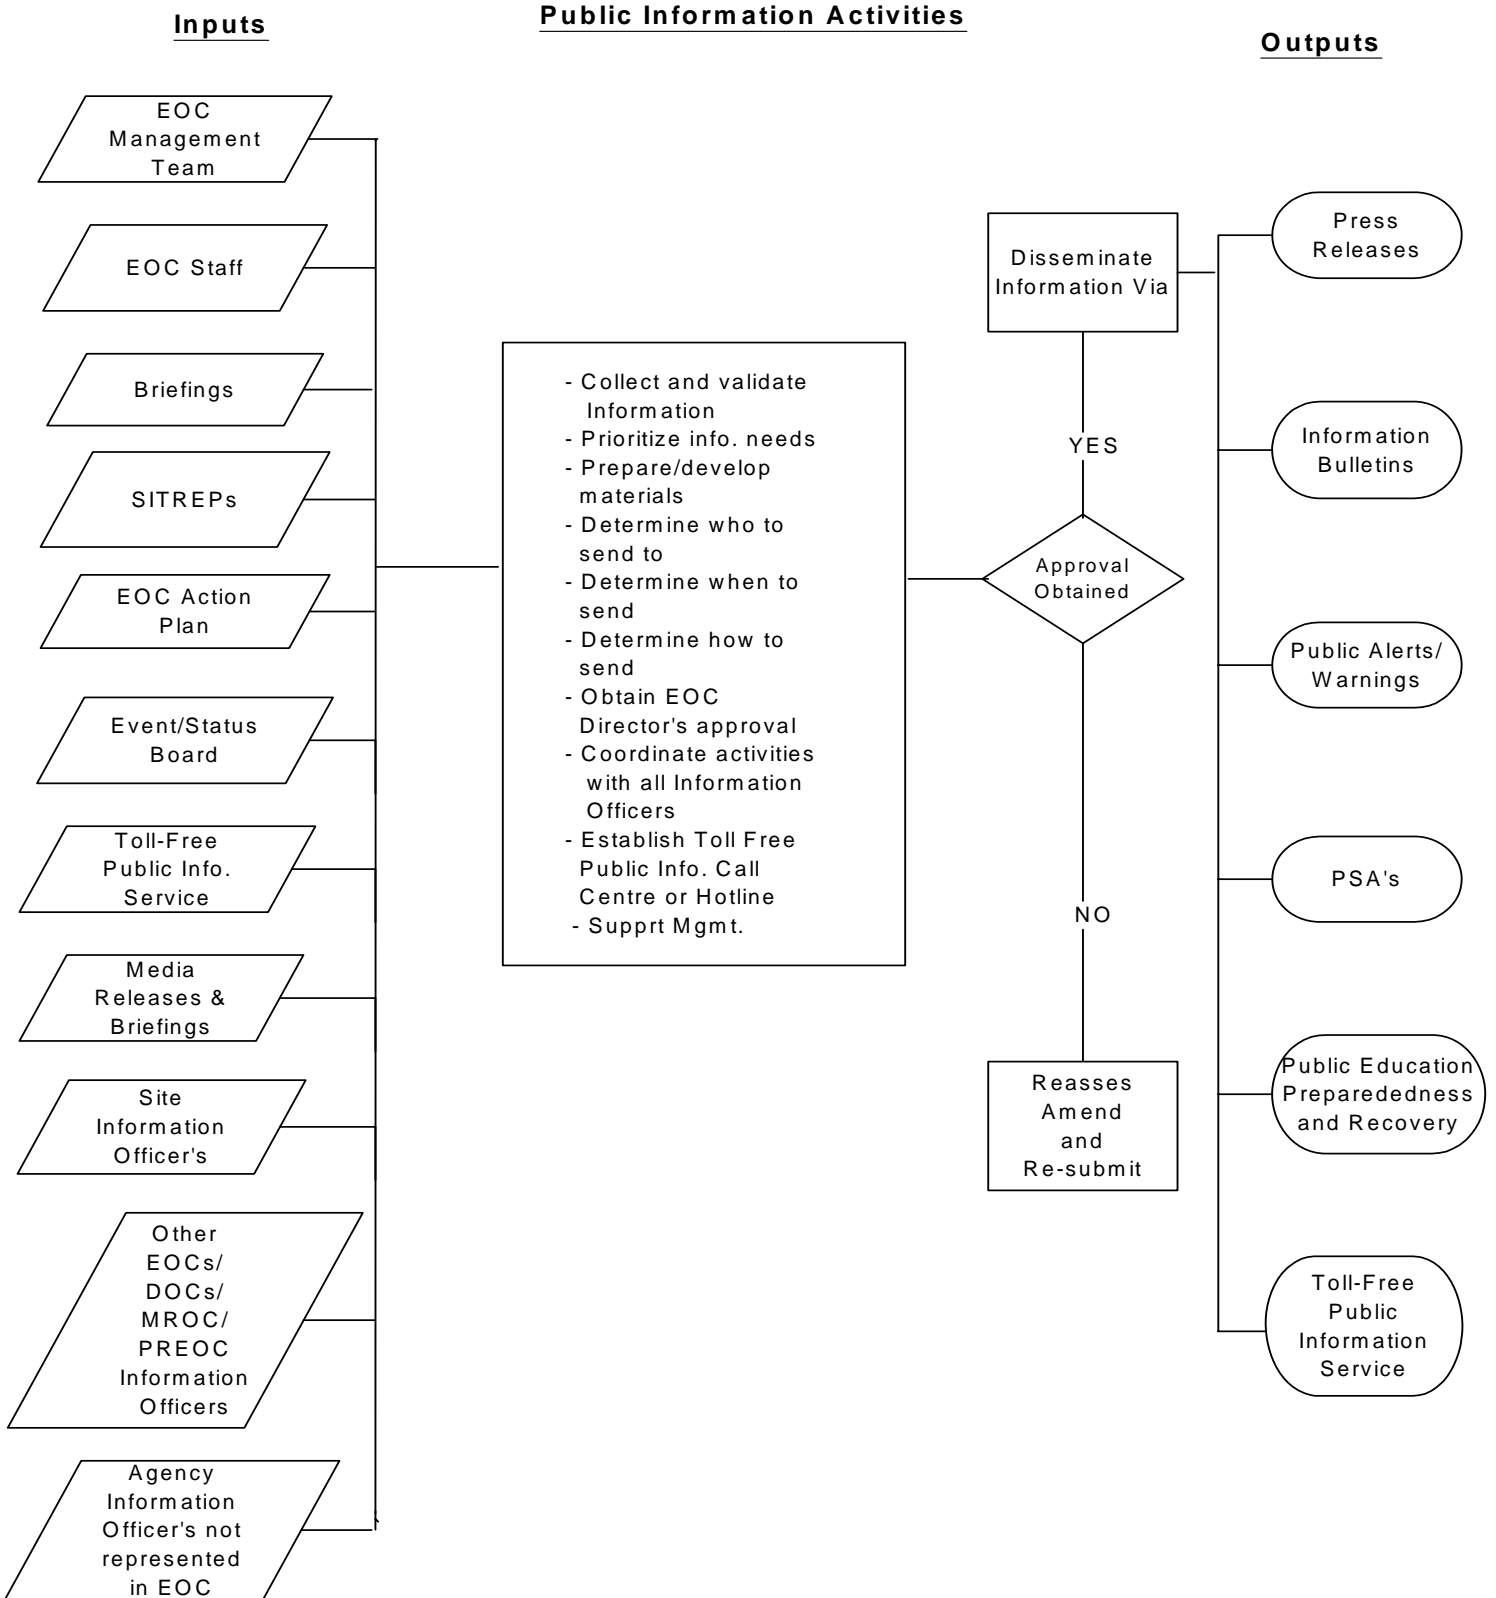 Inputs
Public Information Activities
Outputs
EOC
Management
Team
EOC Staff
Briefings
SITREPs
EOC Action
Plan
Event/Status
Board
Toll-Free
Public Info.
Service
Media
Releases &
Briefings
Site
Information
Officer's
Other
EOCs/
DOCs/
MROC/
PREOC
Information
Officers
Agency
Information
Officer's not
represented
in EOC
- Collect and validate
Information
- Prioritize info. needs
- Prepare/develop
materials
- Determine who to
send to
- Determine when to
send
- Determine how to
send
- Obtain EOC
Director's approval
- Coordinate activities
with all Information
Officers
- Establish Toll Free
Public Info. Call
Centre or Hotline
- Supprt Mgmt.
Disseminate
Information Via
YES
Approval
Obtained
NO
Reasses
Amend
and
Re-submit
Press
Releases
Information
Bulletins
Public Alerts/
Warnings
PSA's
Public Education
Preparededness
and Recovery
Toll-Free
Public
Information
Service